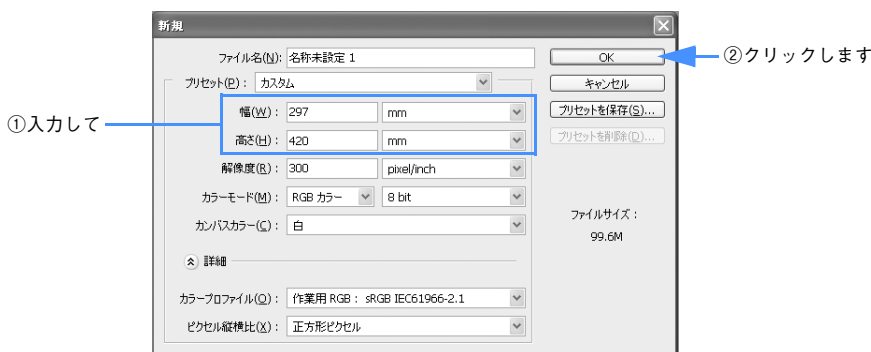 新規
ファイル名(N): 名称未設定 1
OK
②クリックします
プリセット(P): カスタム
キャンセル
①入力して
幅(W): 297 mm
プリセットを保存(S)...
高さ(H): 420 mm
プリセットを削除(D)...
解像度(R): 300 pixel/inch
カラーモード(M): RGB カラー 8 bit
カンバスカラー(C): 白
ファイルサイズ:
99.6M
詳細
カラープロファイル(O): 作業用 RGB: sRGB IEC61966-2.1
ピクセル縦横比(X): 正方形ピクセル